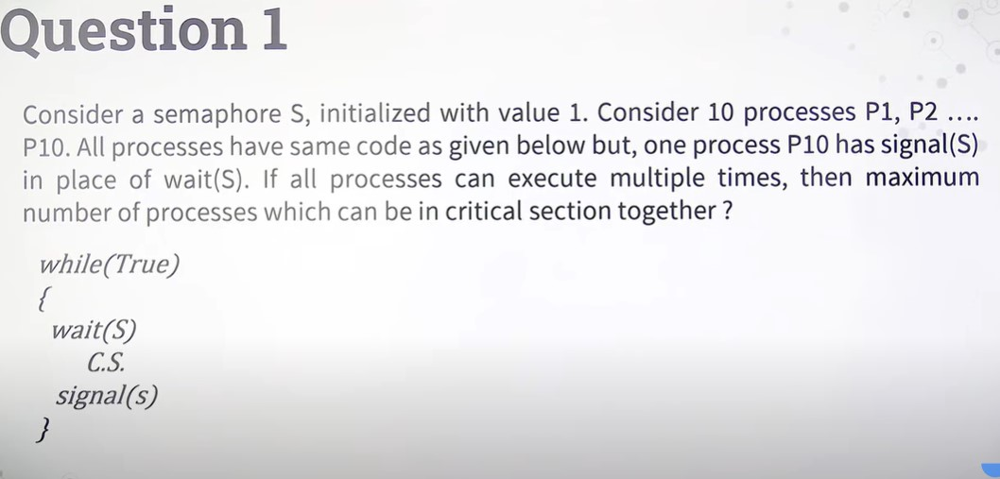 Question 1
Consider a semaphore S, initialized with value 1. Consider 10 processes P1, P2 ....
P10. All processes have same code as given below but, one process P10 has signal(S)
in place of wait(S). If all processes can execute multiple times, then maximum
number of processes which can be in critical section together ?
while(True)
{
wait(S)
C.S.
signal(s)
}